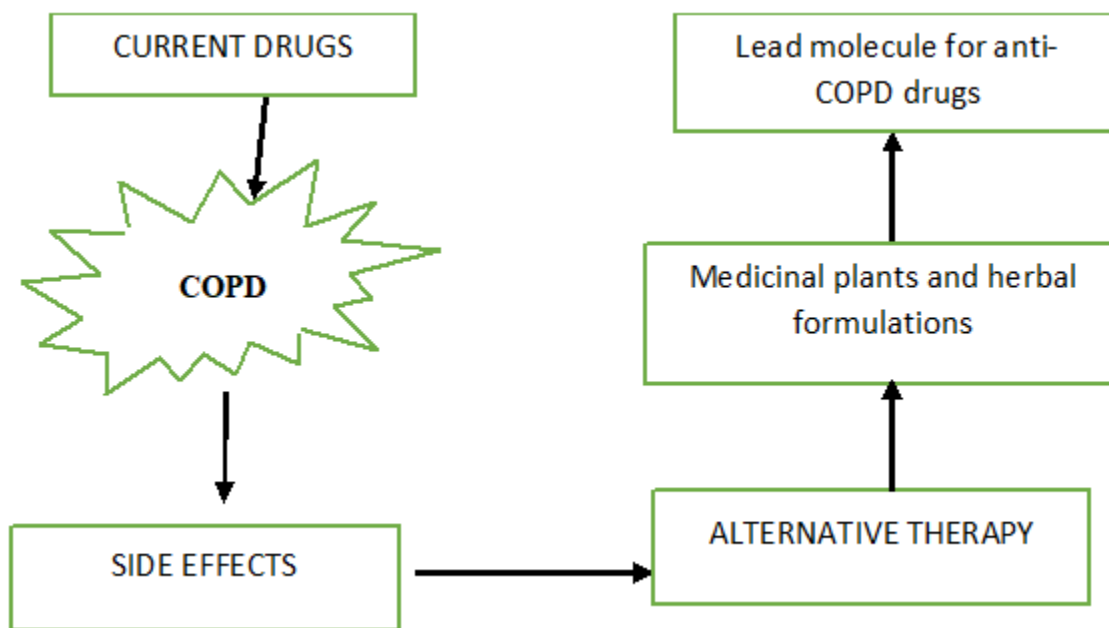 CURRENT DRUGS
COPD
SIDE EFFECTS
ALTERNATIVE THERAPY
Medicinal plants and herbal
formulations
Lead molecule for anti-
COPD drugs